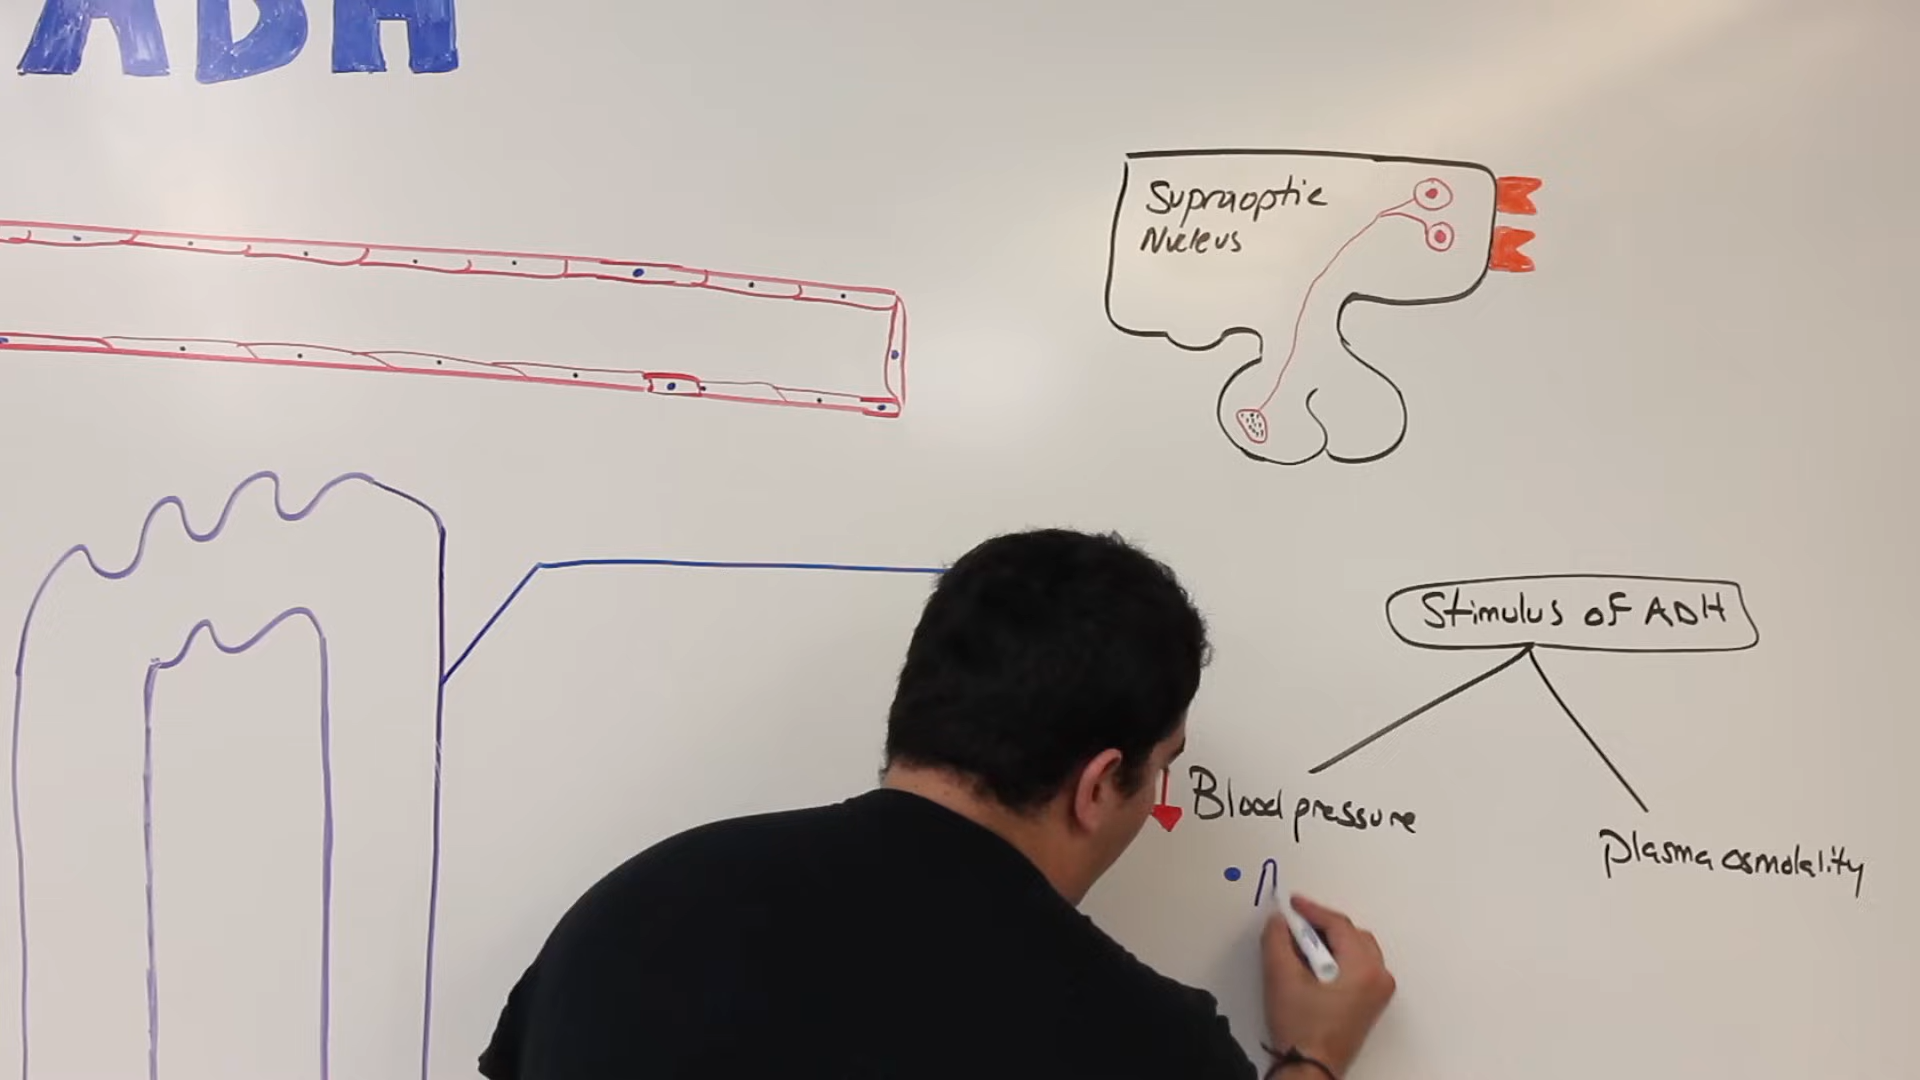 ADH
Supraoptic
Nucleus
Stimulus of ADH
Blood pressure
Plasma osmolality